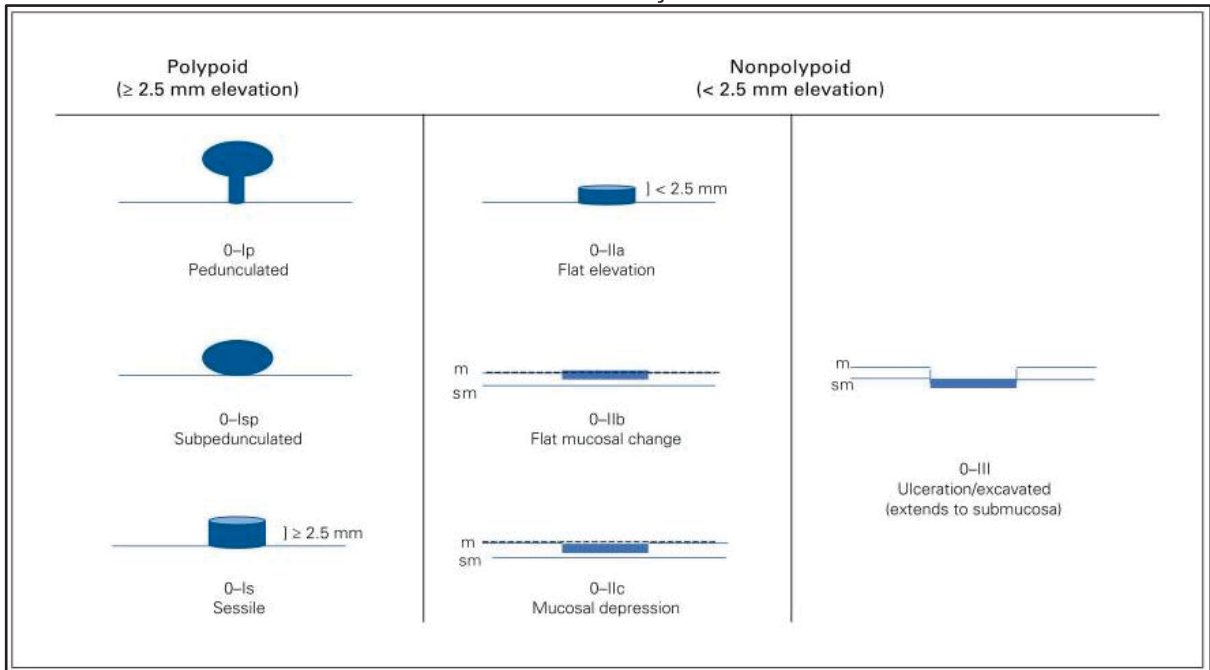 Polypoid
(≥ 2.5 mm elevation)
Nonpolypoid
(< 2.5 mm elevation)
0–Ip
Pedunculated
0–Isp
Subpedunculated
] ≥ 2.5 mm
0–Is
Sessile
] < 2.5 mm
0–IIa
Flat elevation
m
sm
0–IIb
Flat mucosal change
m
sm
0–IIc
Mucosal depression
m
sm
0–III
Ulceration/excavated
(extends to submucosa)